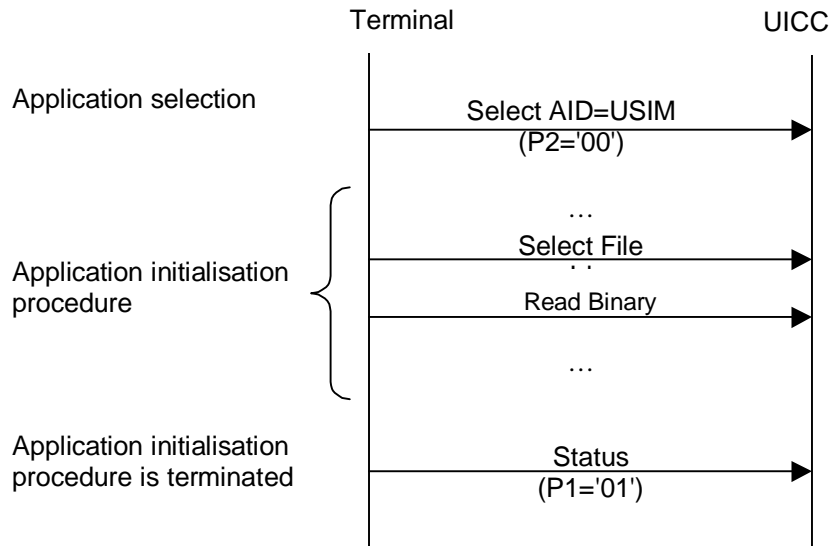 Terminal
UICC
Application selection
Select AID=USIM
(P2='00')
...
Select File
. .
Application initialisation
procedure
Read Binary
...
Application initialisation
procedure is terminated
Status
(P1='01')